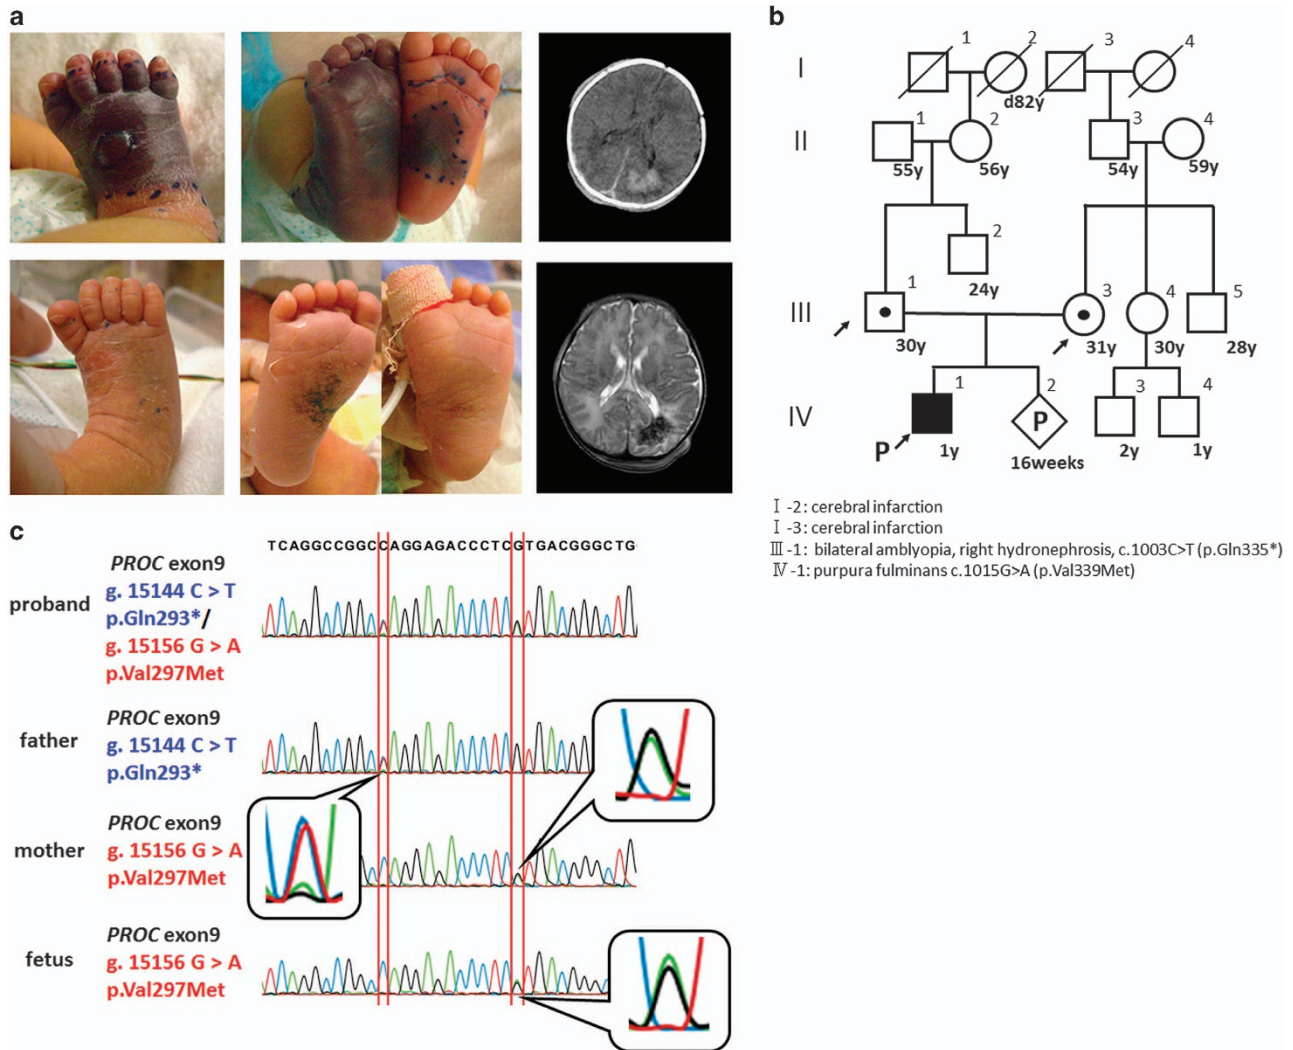 a
b
I
1
2
3
4
d82y
II
1
2
3
4
55y
56y
54y
59y
2
24y
III
1
3
4
5
30y
31y
30y
28y
IV
1
2
3
4
P
P
1y
16weeks
2y
1y
I -2: cerebral infarction
I -3: cerebral infarction
III-1: bilateral amblyopia, right hydronephrosis, c.1003C>T (p.Gln335*)
IV-1: purpura fulminans c.1015G>A (p.Val339Met)
c
TCAGGCCGGCCAGGAGACCCTCGTGACGGGCTG
proband
PROC exon9
g. 15144 C > T
p.Gln293*/
g. 15156 G > A
p.Val297Met
father
PROC exon9
g. 15144 C > T
p.Gln293*
mother
PROC exon9
g. 15156 G > A
p.Val297Met
fetus
PROC exon9
g. 15156 G > A
p.Val297Met